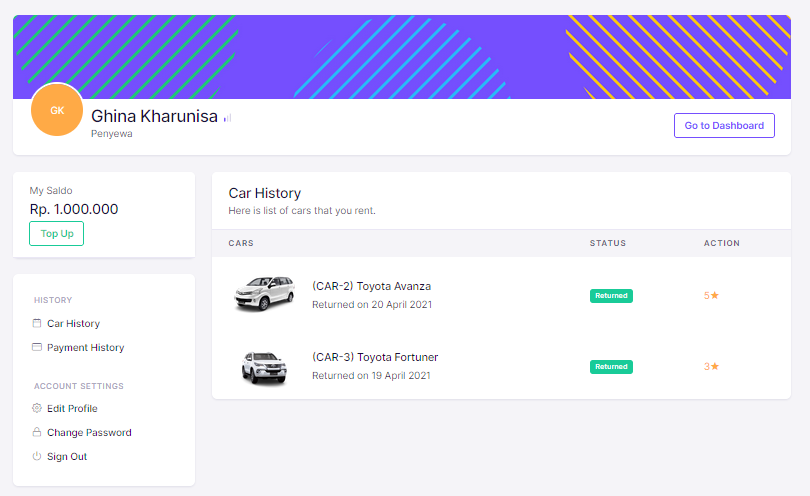 GK
Ghina Kharunisa
Penyewa
Go to Dashboard
My Saldo
Rp. 1.000.000
Top Up
HISTORY
Car History
Payment History
ACCOUNT SETTINGS
Edit Profile
Change Password
Sign Out
Car History
Here is list of cars that you rent.
CARS STATUS ACTION
(CAR-2) Toyota Avanza
Returned on 20 April 2021
Returned
5★
(CAR-3) Toyota Fortuner
Returned on 19 April 2021
Returned
3★